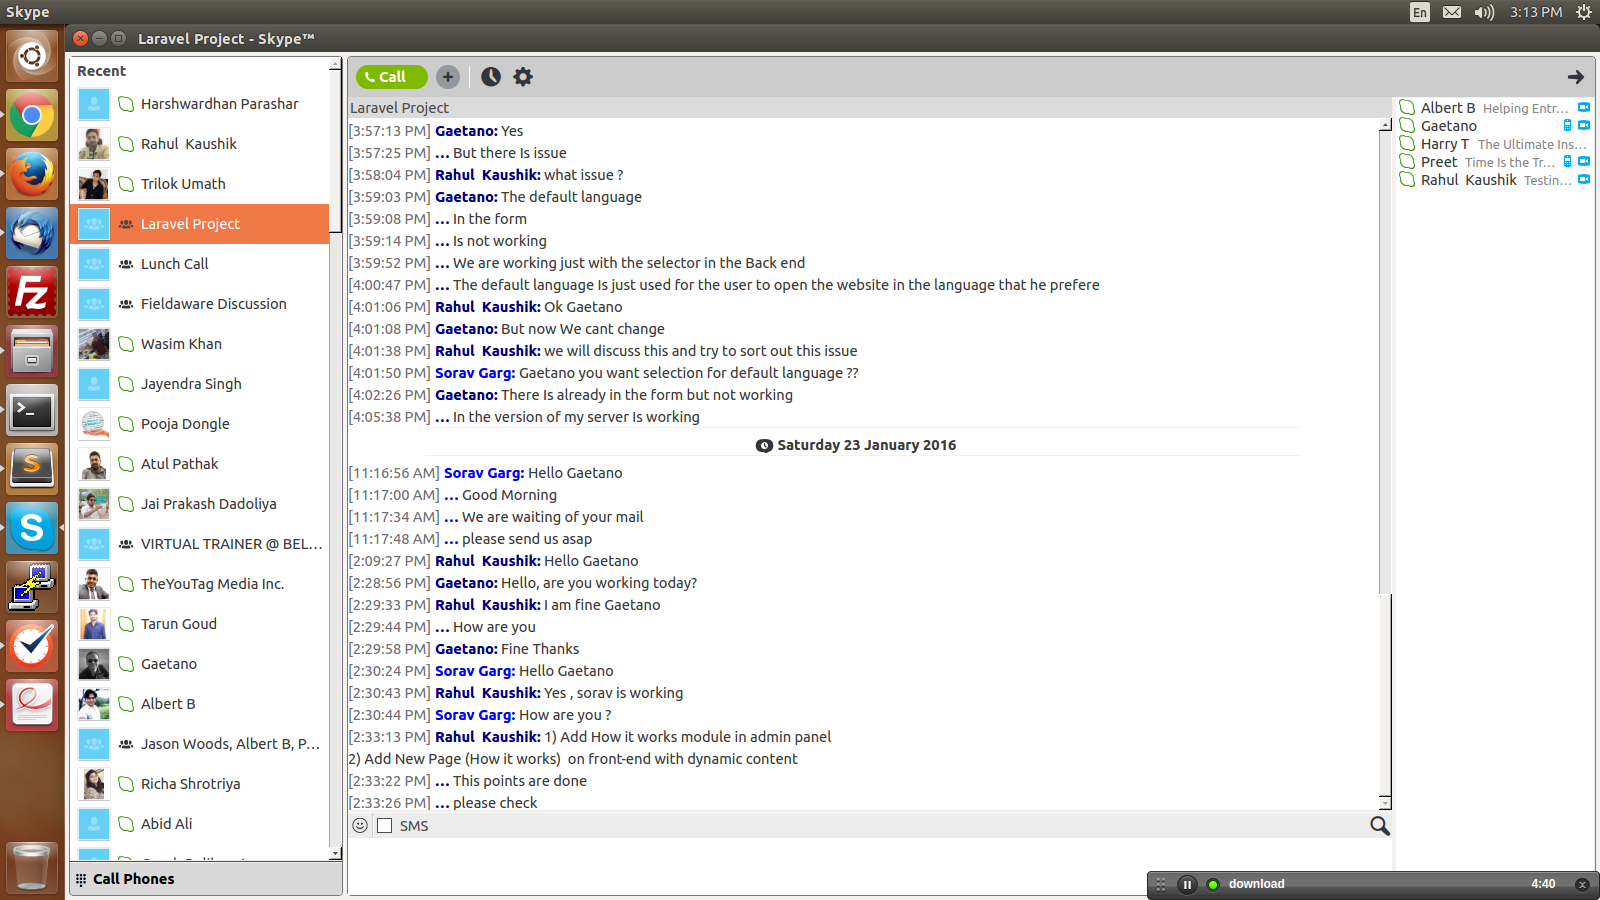 Skype
En
3:13 PM
Laravel Project - Skype™
Recent
Harshwardhan Parashar
Rahul  Kaushik
Trilok Umath
Laravel Project
Lunch Call
Fieldaware Discussion
Wasim Khan
Jayendra Singh
Pooja Dongle
Atul Pathak
Jai Prakash Dadoliya
VIRTUAL TRAINER @ BEL...
TheYouTag Media Inc.
Tarun Goud
Gaetano
Albert B
Jason Woods, Albert B, P...
Richa Shrotriya
Abid Ali
Call Phones
Call
Laravel Project
[3:57:13 PM] Gaetano: Yes
[3:57:25 PM] ... But there Is issue
[3:58:04 PM] Rahul  Kaushik: what issue ?
[3:59:03 PM] Gaetano: The default language
[3:59:08 PM] ... In the form
[3:59:14 PM] ... Is not working
[3:59:52 PM] ... We are working just with the selector in the Back end
[4:00:47 PM] ... The default language Is just used for the user to open the website in the language that he prefere
[4:01:06 PM] Rahul  Kaushik: Ok Gaetano
[4:01:08 PM] Gaetano: But now We cant change
[4:01:38 PM] Rahul  Kaushik: we will discuss this and try to sort out this issue
[4:01:50 PM] Sorav Garg: Gaetano you want selection for default language ??
[4:02:26 PM] Gaetano: There Is already in the form but not working
[4:05:38 PM] ... In the version of my server Is working
Saturday 23 January 2016
[11:16:56 AM] Sorav Garg: Hello Gaetano
[11:17:00 AM] ... Good Morning
[11:17:34 AM] ... We are waiting of your mail
[11:17:48 AM] ... please send us asap
[2:09:27 PM] Rahul  Kaushik: Hello Gaetano
[2:28:56 PM] Gaetano: Hello, are you working today?
[2:29:33 PM] Rahul  Kaushik: I am fine Gaetano
[2:29:44 PM] ... How are you
[2:29:58 PM] Gaetano: Fine Thanks
[2:30:24 PM] Sorav Garg: Hello Gaetano
[2:30:43 PM] Rahul  Kaushik: Yes , sorav is working
[2:30:44 PM] Sorav Garg: How are you ?
[2:33:13 PM] Rahul  Kaushik: 1) Add How it works module in admin panel
2) Add New Page (How it works)  on front-end with dynamic content
[2:33:22 PM] ... This points are done
[2:33:26 PM] ... please check
SMS
Albert B Helping Entr...
Gaetano
Harry T The Ultimate Ins...
Preet Time Is the Tr...
Rahul  Kaushik Testin...
download 4:40